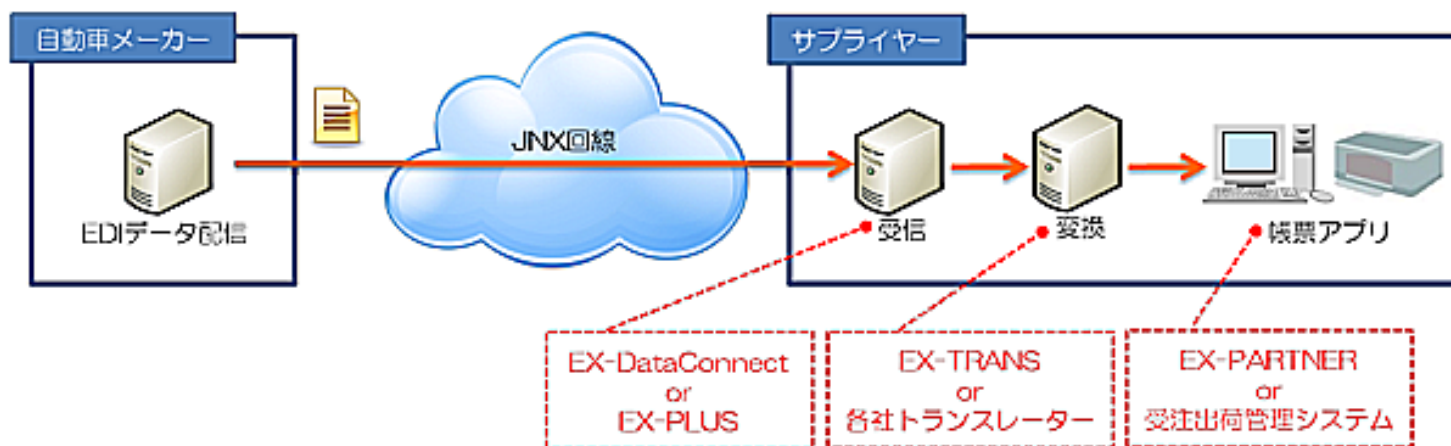 自動車メーカー
サプライヤー
JNX回線
EDIデータ配信
受信
変換
帳票アプリ
EX-DataConnect
or
EX-PLUS
EX-TRANS
or
各社トランスレーター
EX-PARTNER
or
受注出荷管理システム